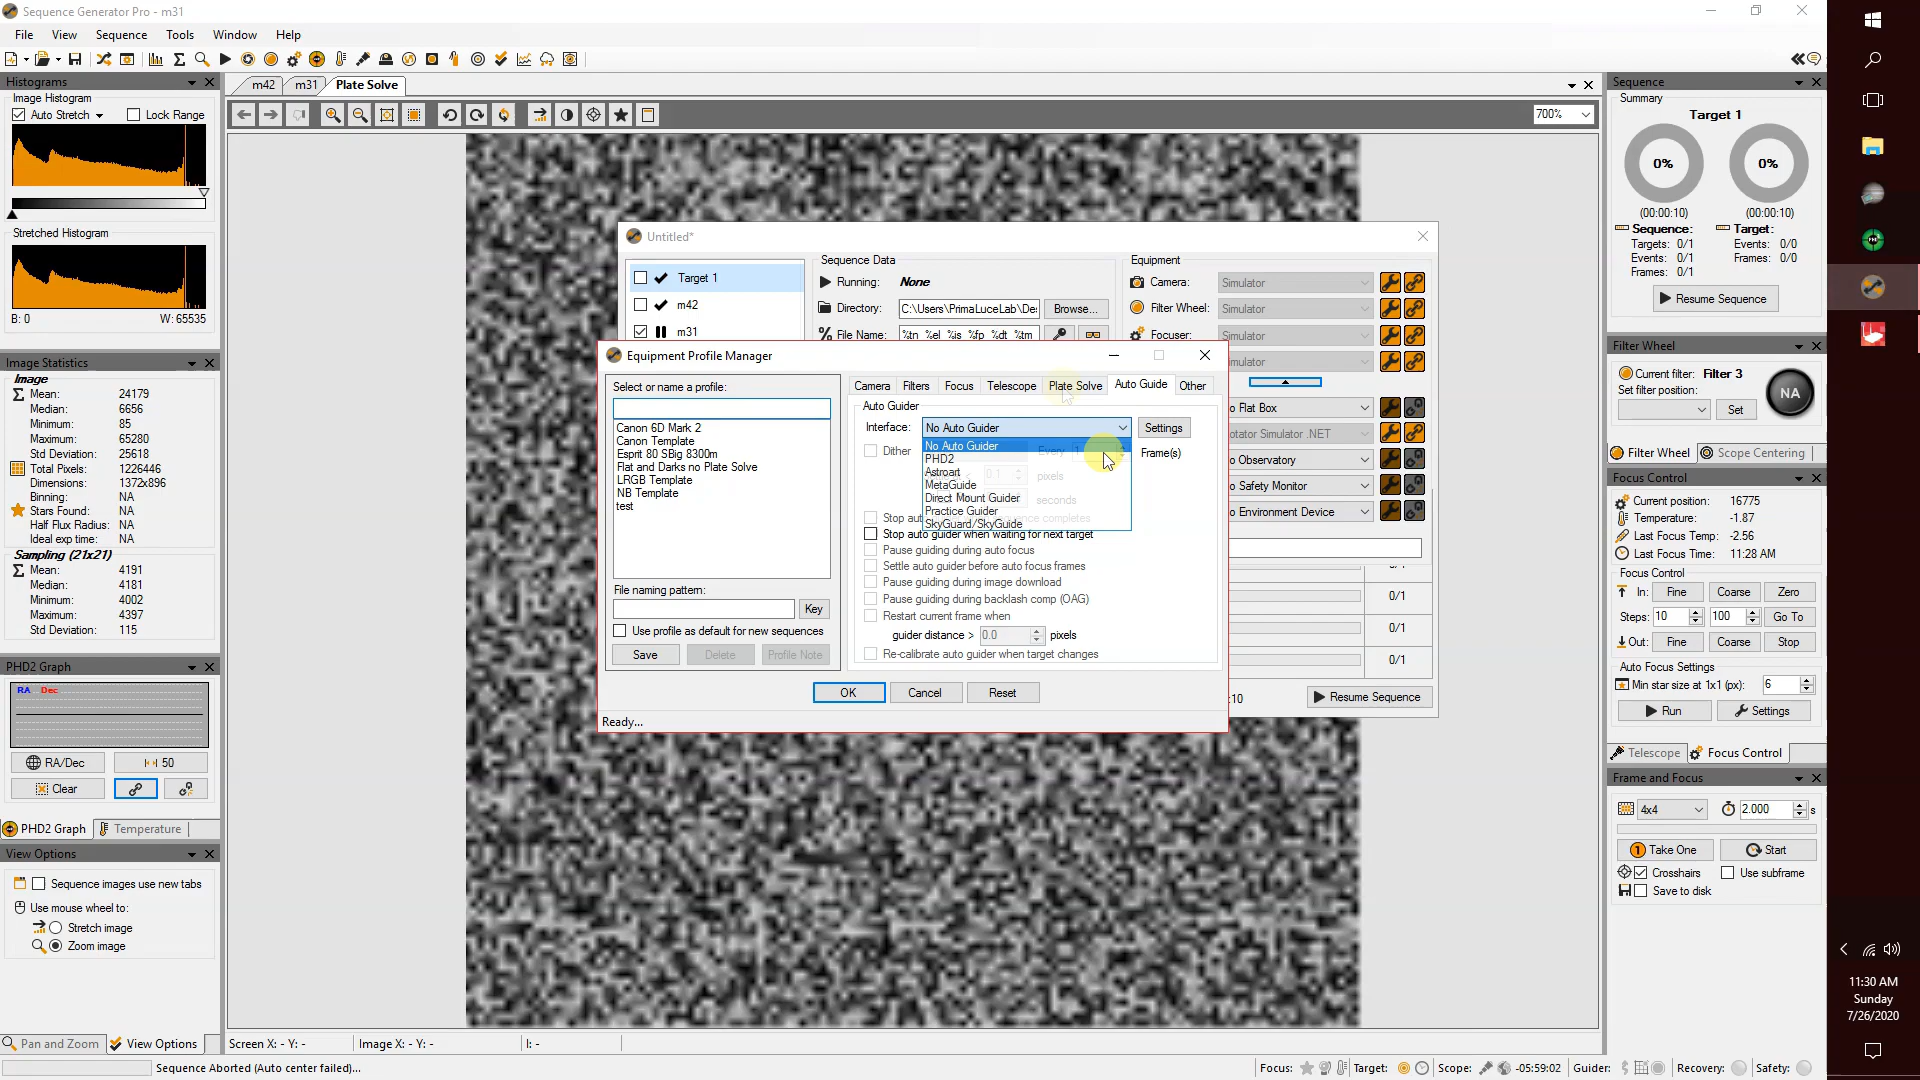 Sequence Generator Pro - m31
File View Sequence Tools Window Help
Histograms
Image Histogram
Auto Stretch Lock Range
Stretched Histogram
B: 0 W: 65535
Image Statistics
Image
Mean: 24179
Median: 6656
Minimum: 85
Maximum: 65280
Std Deviation: 25618
Total Pixels: 1226446
Dimensions: 1372x896
Binning: NA
Stars Found: NA
Half Flux Radius: NA
Ideal exp time: NA
Sampling (21x21)
Mean: 4191
Median: 4181
Minimum: 4002
Maximum: 4397
Std Deviation: 115
PHD2 Graph
RA Dec
RA/Dec 50
Clear
PHD2 Graph Temperature
View Options
Sequence images use new tabs
Use mouse wheel to:
Stretch image
Zoom image
Pan and Zoom View Options
m42 m31 Plate Solve
700%
Untitled*
Target 1
m42
m31
Sequence Data
Running: None
Directory: C:\Users\PrimaLuceLab\De Browse...
File Name: %tn_%el_%is_%fp_%dt_%tm
Equipment
Camera: Simulator
Filter Wheel: Simulator
Focuser: Simulator
imulator
o Flat Box
otator Simulator .NET
o Observatory
o Safety Monitor
o Environment Device
0/1
0/1
0/1
0/1
:10 Resume Sequence
Equipment Profile Manager
Select or name a profile:
Canon 6D Mark 2
Canon Template
Esprit 80 SBig 8300m
Flat and Darks no Plate Solve
LRGB Template
NB Template
test
File naming pattern:
Key
Use profile as default for new sequences
Save Delete Profile Note
Camera Filters Focus Telescope Plate Solve Auto Guide Other
Auto Guider
Interface: No Auto Guider Settings
No Auto Guider
PHD2
Astroart
MetaGuide
Direct Mount Guider
Practice Guider
SkyGuard/SkyGuide
Dither Every 1 Frame(s)
0.1 pixels
seconds
Stop auto guider when sequence completes
Stop auto guider when waiting for next target
Pause guiding during auto focus
Settle auto guider before auto focus frames
Pause guiding during image download
Pause guiding during backlash comp (OAG)
Restart current frame when
guider distance > 0.0 pixels
Re-calibrate auto guider when target changes
OK Cancel Reset
Ready...
Screen X: - Y: - Image X: - Y: - I: -
Sequence Aborted (Auto center failed)...
Focus: Target: Scope: -05:59:02 Guider: Recovery: Safety:
Sequence
Summary
Target 1
0% 0%
(00:00:10) (00:00:10)
Sequence: Target:
Targets: 0/1 Events: 0/0
Events: 0/1 Frames: 0/0
Frames: 0/1
Resume Sequence
Filter Wheel
Current filter: Filter 3
Set filter position:
Set
NA
Filter Wheel Scope Centering
Focus Control
Current position: 16775
Temperature: -1.87
Last Focus Temp: -2.56
Last Focus Time: 11:28 AM
Focus Control
In: Fine Coarse Zero
Steps: 10 100 Go To
Out: Fine Coarse Stop
Auto Focus Settings
Min star size at 1x1 (px): 6
Run Settings
Telescope Focus Control
Frame and Focus
4x4 2.000 s
Take One Start
Crosshairs Use subframe
Save to disk
11:30 AM
Sunday
7/26/2020